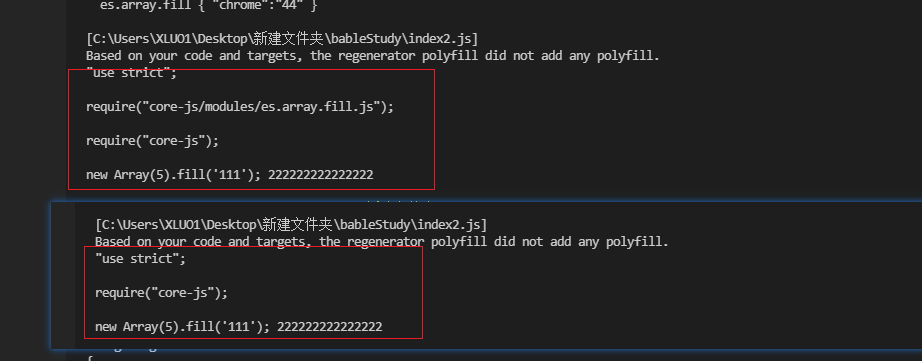 es.array.fill { "chrome":"44" }
[C:\Users\XLUO1\Desktop\新建文件夹\bableStudy\index2.js]
Based on your code and targets, the regenerator polyfill did not add any polyfill.
"use strict";
require("core-js/modules/es.array.fill.js");
require("core-js");
new Array(5).fill('111'); 222222222222222
[C:\Users\XLUO1\Desktop\新建文件夹\bableStudy\index2.js]
Based on your code and targets, the regenerator polyfill did not add any polyfill.
"use strict";
require("core-js");
new Array(5).fill('111'); 222222222222222
{